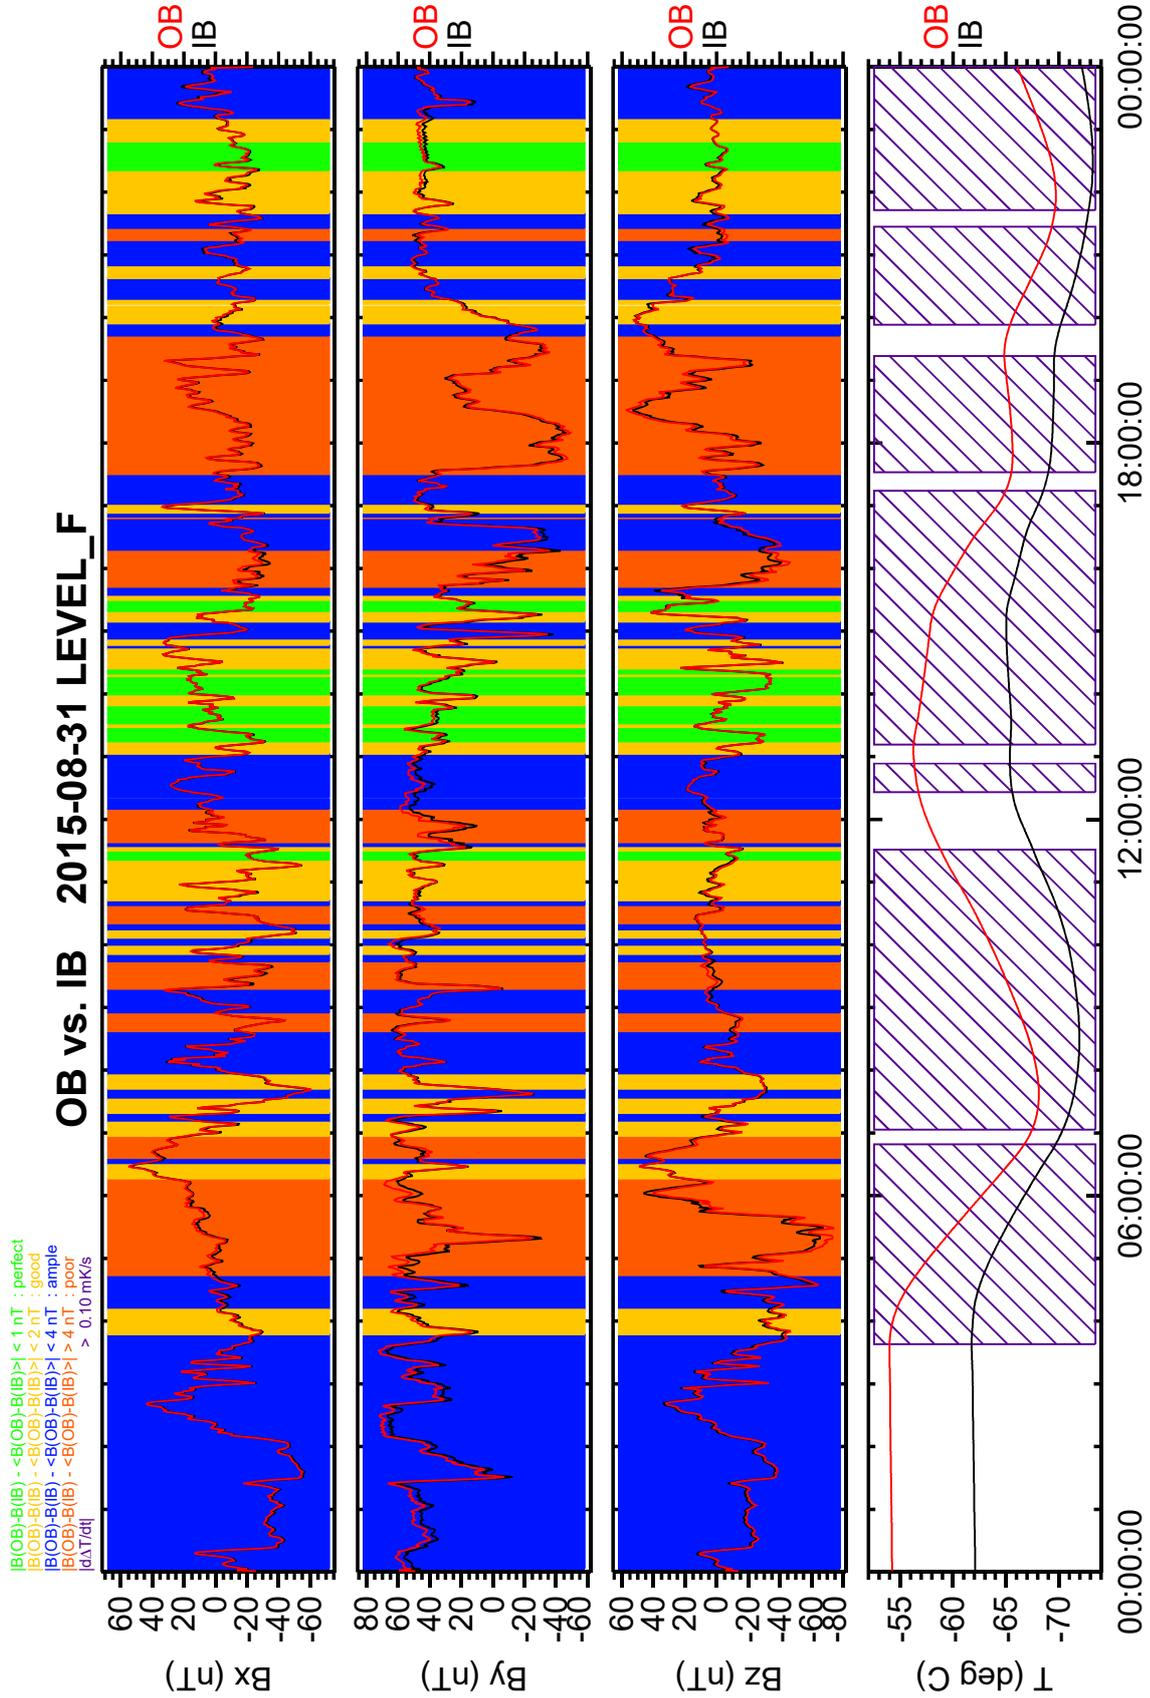 |B(OB)-B(IB) - <B(OB)-B(IB)>| < 1 nT : perfect
|B(OB)-B(IB) - <B(OB)-B(IB)>| < 2 nT : good
|B(OB)-B(IB) - <B(OB)-B(IB)>| < 4 nT : ample
|B(OB)-B(IB) - <B(OB)-B(IB)>| > 4 nT : poor
|dΔT/dt| > 0.10 mK/s
OB vs. IB 2015-08-31 LEVEL_F
Bx (nT)
60
40
20
0
-20
-40
-60
OB
IB
By (nT)
80
60
40
20
0
-20
-40
-60
OB
IB
Bz (nT)
60
40
20
0
-20
-40
-60
-80
OB
IB
T (deg C)
-55
-60
-65
-70
OB
IB
00:00:00 06:00:00 12:00:00 18:00:00 00:00:00